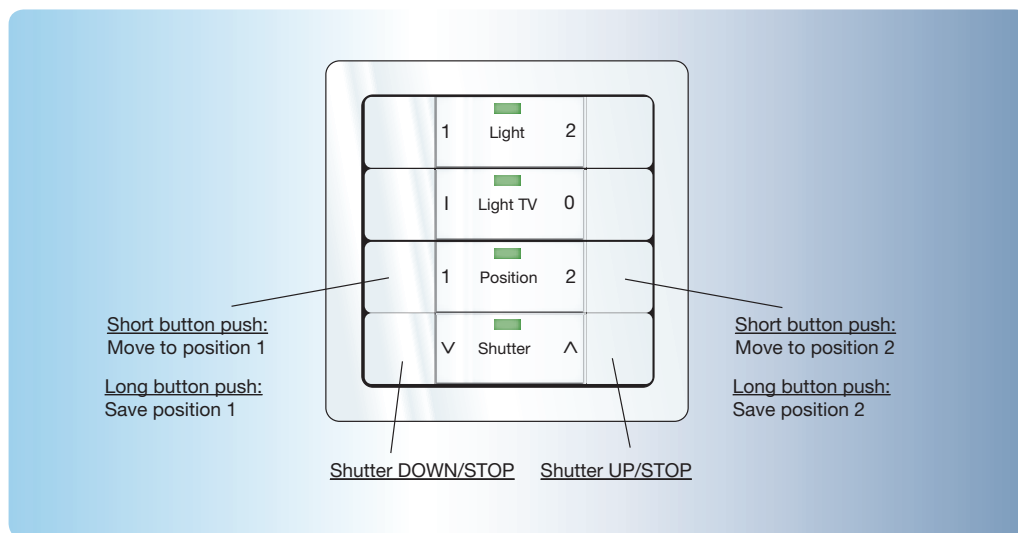 1 Light 2
I Light TV 0
1 Position 2
Short button push:
Move to position 1
Long button push:
Save position 1
Short button push:
Move to position 2
Long button push:
Save position 2
V Shutter Λ
Shutter DOWN/STOP
Shutter UP/STOP